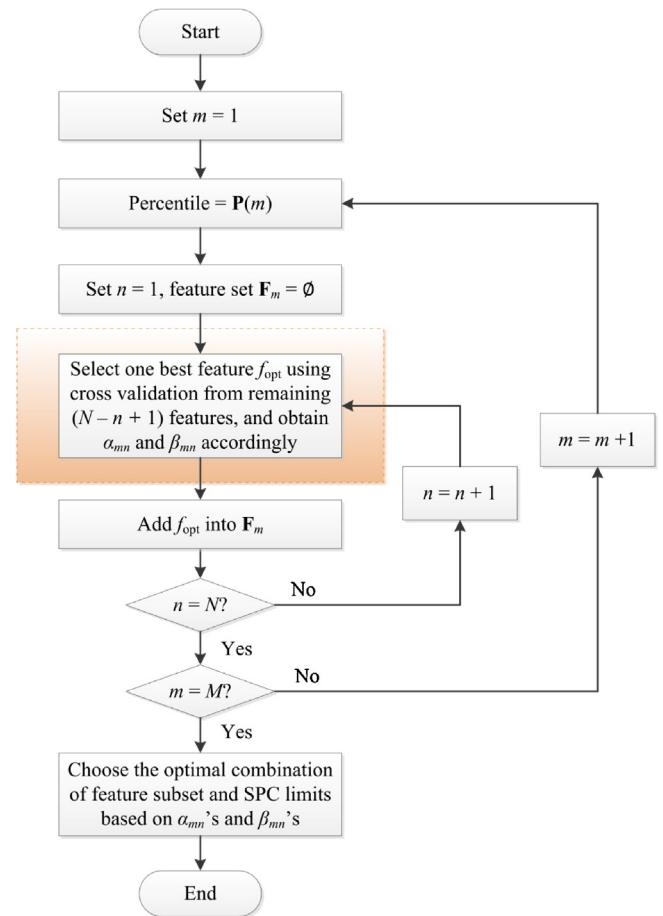 Start
Set m = 1
Percentile = P(m)
Set n = 1, feature set Fₘ = ∅
Select one best feature fₒₚₜ using
cross validation from remaining
(N – n + 1) features, and obtain
αₘₙ and βₘₙ accordingly
m = m +1
n = n + 1
Add fₒₚₜ into Fₘ
n = N?
No
Yes
m = M?
No
Yes
Choose the optimal combination
of feature subset and SPC limits
based on αₘₙ’s and βₘₙ’s
End